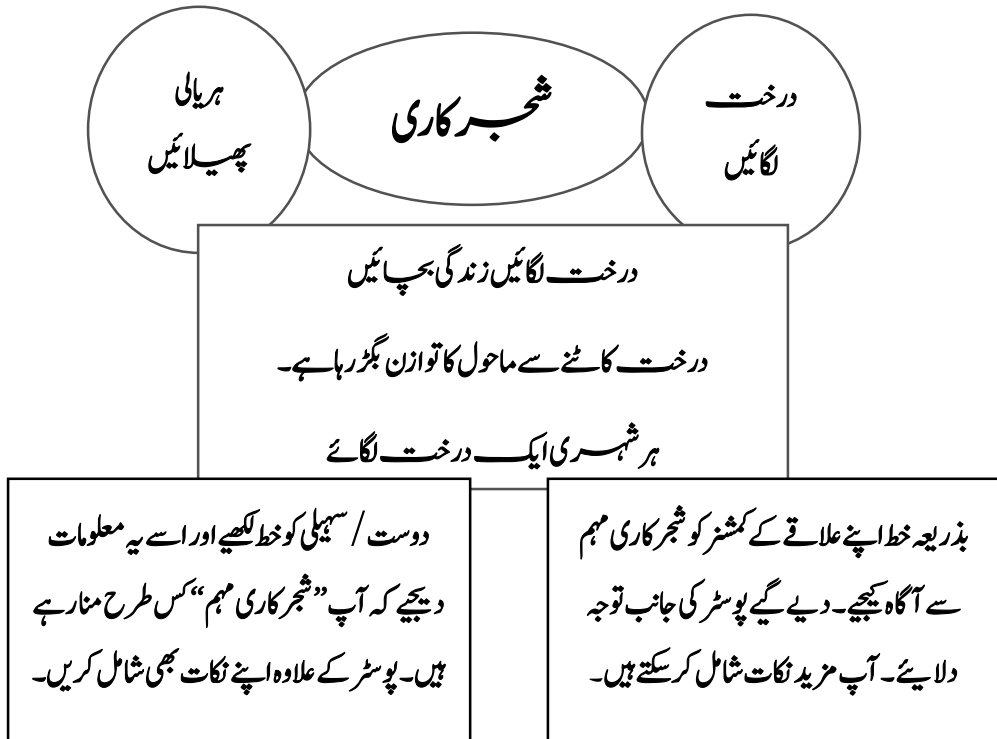 درخت
لگائیں
شجر کاری
ہریالی
پھیلائیں
درخت لگائیں زندگی بچائیں
درخت کاٹنے سے ماحول کا توازن بگڑ رہا ہے۔
ہر شہری ایک درخت لگائے
بذریعہ خط اپنے علاقے کے کمشنر کو شجر کاری مہم
سے آگاہ کیجیے۔ دیے گیے پوسٹر کی جانب توجہ
دلایئے۔ آپ مزید نکات شامل کر سکتے ہیں۔
دوست / سہیلی کو خط لکھیے اور اسے یہ معلومات
دیجیے کہ آپ ”شجر کاری مہم“ کس طرح منا رہے
ہیں۔ پوسٹر کے علاوہ اپنے نکات بھی شامل کریں۔